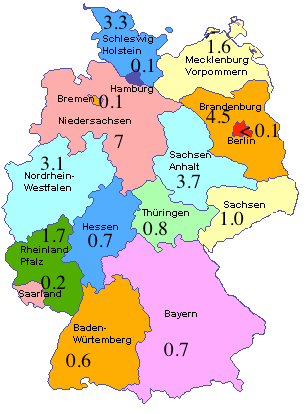 3.3
Schleswig
Holstein
0.1
Hamburg
1.6
Mecklenburg
Vorpommern
Bremen
0.1
Niedersachsen
7
Brandenburg
4.5
0.1
Berlin
3.1
Nordrhein-
Westfalen
Sachsen
Anhalt
3.7
Thüringen
0.8
Sachsen
1.0
Hessen
0.7
1.7
Rheinland
Pfalz
0.2
Saarland
Baden-
Würtemberg
0.6
Bayern
0.7